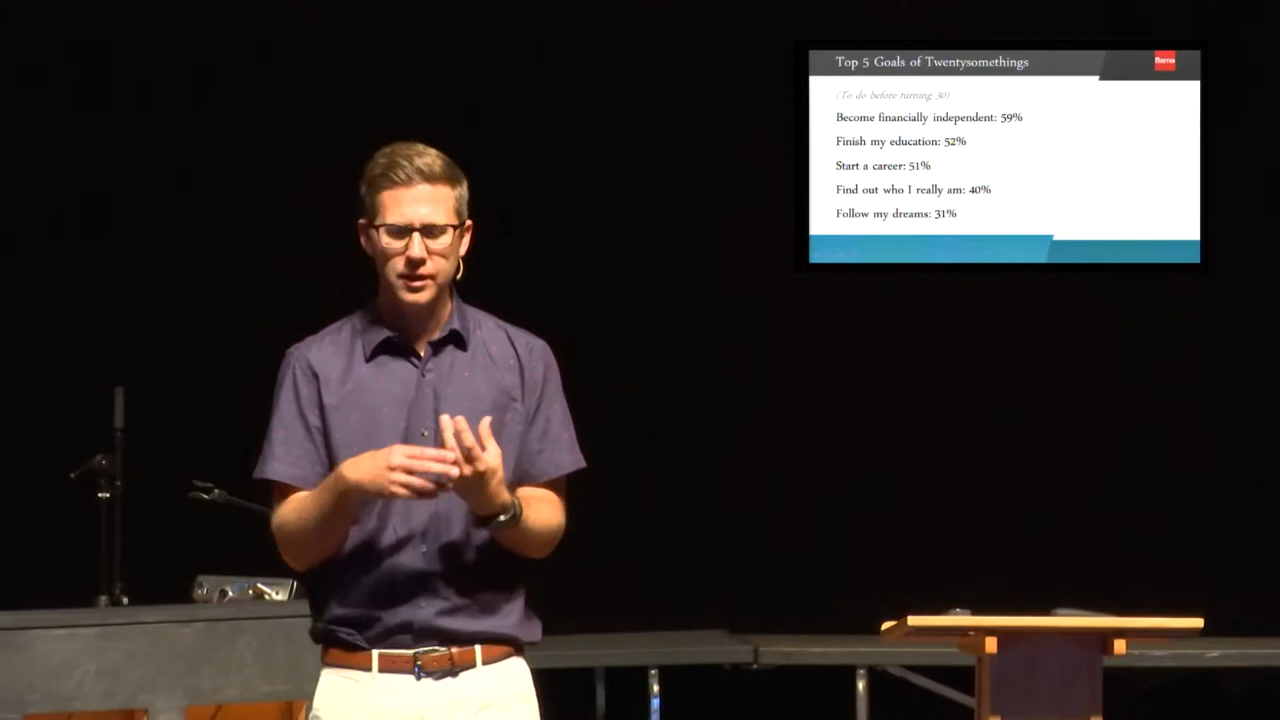 Top 5 Goals of Twentysomethings
Barna
(To do before turning 30)
Become financially independent: 59%
Finish my education: 52%
Start a career: 51%
Find out who I really am: 40%
Follow my dreams: 31%